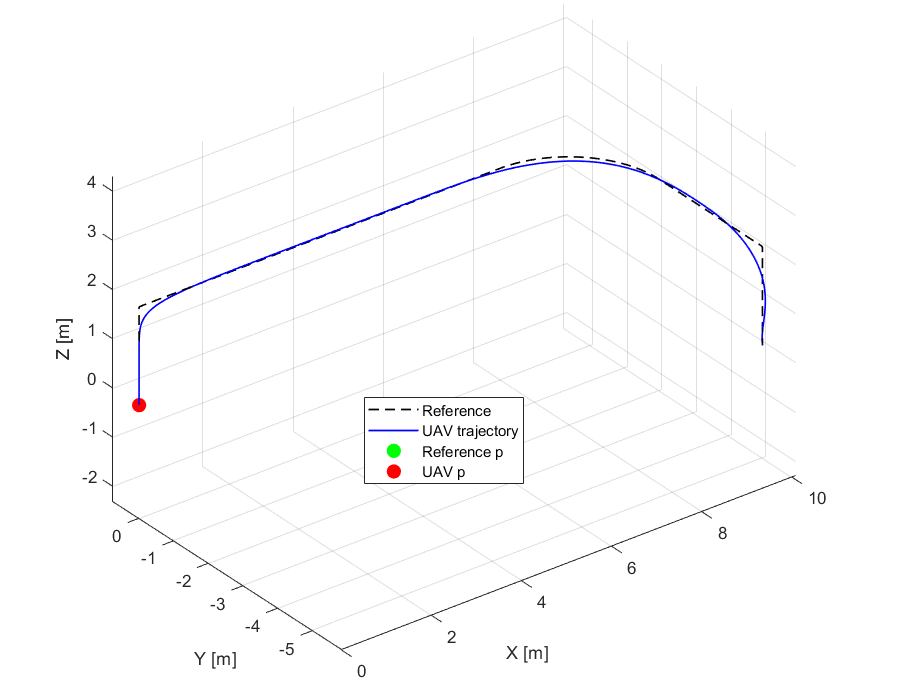 4
3
2
1
0
-1
-2
Z [m]
Reference
UAV trajectory
Reference p
UAV p
0
-1
-2
-3
-4
-5
Y [m]
0
2
4
6
8
10
X [m]